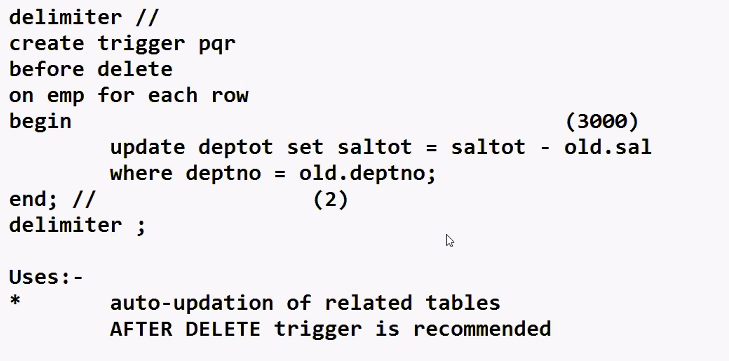 delimiter //
create trigger pqr
before delete
on emp for each row
begin (3000)
update deptot set saltot = saltot - old.sal
where deptno = old.deptno;
end; // (2)
delimiter ;
Uses:-
* auto-updation of related tables
AFTER DELETE trigger is recommended